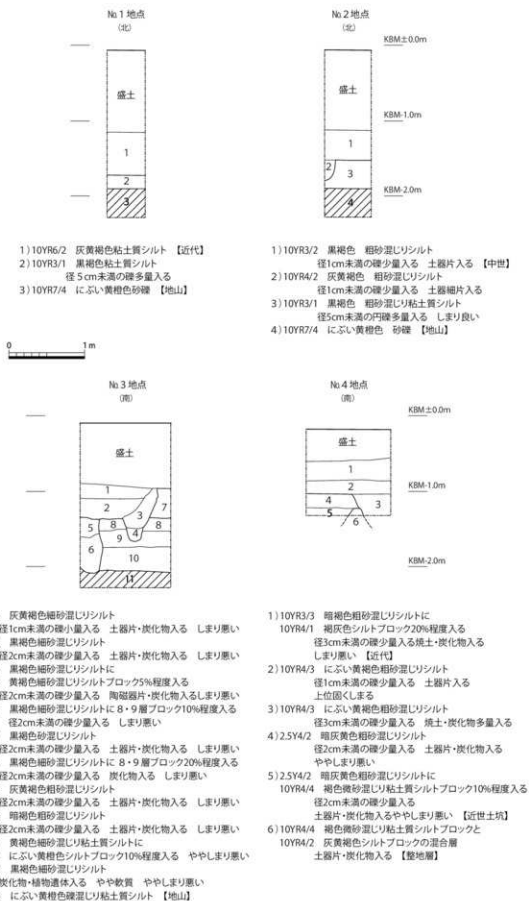 No.1 地点
(北)
盛土
1
2
3
1)10YR6/2 灰黄褐色粘土質シルト 【近代】
2)10YR3/1 黒褐色粘土質シルト
径5cm未満の礫多量入る
3)10YR7/4 にぶい黄橙色砂礫 【地山】
No.2 地点
(北)
KBM±0.0m
盛土
KBM-1.0m
1
2
3
KBM-2.0m
4
1)10YR3/2 黒褐色 粗砂混じりシルト
径1cm未満の礫少量入る 土器片入る 【中世】
2)10YR4/2 灰黄褐色 粗砂混じりシルト
径1cm未満の礫少量入る 土器細片入る
3)10YR3/1 黒褐色 粗砂混じり粘土質シルト
径5cm未満の円礫多量入る しまり良い
4)10YR7/4 にぶい黄橙色 砂礫 【地山】
0 1m
No.3 地点
(南)
盛土
1
2
3
7
5
8
4
8
9
6
10
11
灰黄褐色細砂混じりシルト
径1cm未満の礫小量入る 土器片・炭化物入る しまり悪い
黒褐色細砂混じりシルト
径2cm未満の礫少量入る 土器片・炭化物入る しまり悪い
黒褐色細砂混じりシルトに
黄褐色細砂混じりシルトブロック5%程度入る
径2cm未満の礫少量入る 陶磁器片・炭化物入るしまり悪い
黒褐色細砂混じりシルトに8・9層ブロック10%程度入る
径2cm未満の礫少量入る しまり悪い
黒褐色砂混じりシルト
径2cm未満の礫少量入る 土器片・炭化物入る しまり悪い
黒褐色細砂混じりシルトに 8・9層ブロック20%程度入る
径2cm未満の礫少量入る 炭化物入る しまり悪い
灰黄褐色粗砂混じりシルト
径2cm未満の礫少量入る 土器片・炭化物入る しまり悪い
暗褐色粗砂混じりシルト
径2cm未満の礫少量入る 土器片・炭化物入る しまり悪い
黄褐色細砂混じり粘土質シルトに
にぶい黄橙色シルトブロック10%程度入る ややしまり悪い
黒褐色細砂混じりシルト
炭化物・植物遺体入る やや軟質 ややしまり悪い
にぶい黄橙色礫混じり粘土質シルト 【地山】
No.4 地点
(南)
KBM±0.0m
盛土
1
KBM-1.0m
2
4
3
5
6
KBM-2.0m
1)10YR3/3 暗褐色粗砂混じりシルトに
10YR4/1 褐灰色シルトブロック20%程度入る
径3cm未満の礫少量入る焼土・炭化物入る
しまり悪い 【近代】
2)10YR4/3 にぶい黄褐色粗砂混じりシルト
径1cm未満の礫少量入る 土器片入る
上位固くしまる
3)10YR4/3 にぶい黄褐色粗砂混じりシルト
径3cm未満の礫少量入る 焼土・炭化物多量入る
4)2.5Y4/2 暗灰黄色粗砂混じりシルト
径2cm未満の礫少量入る 土器片・炭化物入る
ややしまり悪い
5)2.5Y4/2 暗灰黄色粗砂混じりシルトに
10YR4/4 褐色微砂混じり粘土質シルトブロック10%程度入る
径2cm未満の礫少量入る
土器片・炭化物入るややしまり悪い 【近世土坑】
6)10YR4/4 褐色微砂混じり粘土質シルトブロックと
10YR4/2 灰黄褐色シルトブロックの混合層
土器片・炭化物入る 【整地層】